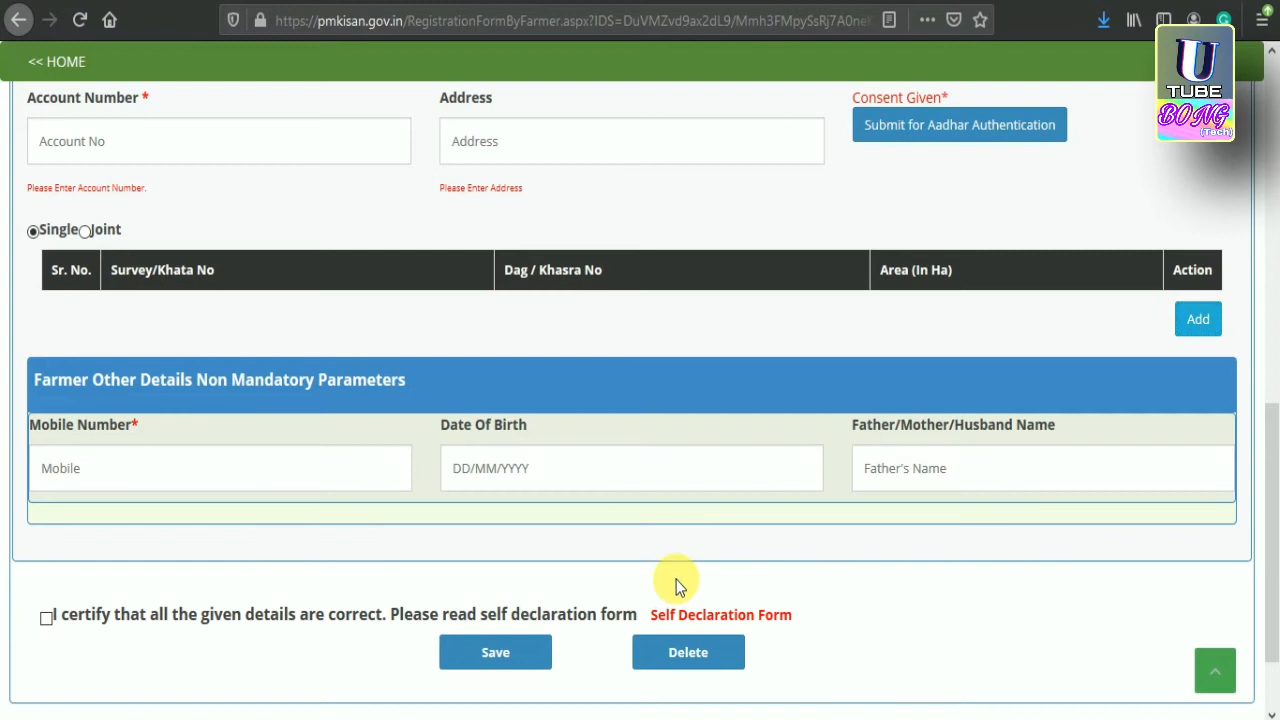 https://pmkisan.gov.in/RegistrationFormByFarmer.aspx?IDS=DuVMZvd9ax2dL9/Mmh3FMpySsRj7A0ne
<< HOME
U
TUBE
BONG
(Tech)
Account Number *
Address
Consent Given*
Account No
Address
Submit for Aadhar Authentication
Please Enter Account Number.
Please Enter Address
Single Joint
Sr. No. Survey/Khata No Dag / Khasra No Area (In Ha) Action
Add
Farmer Other Details Non Mandatory Parameters
Mobile Number*
Date Of Birth
Father/Mother/Husband Name
Mobile
DD/MM/YYYY
Father's Name
I certify that all the given details are correct. Please read self declaration form Self Declaration Form
Save
Delete